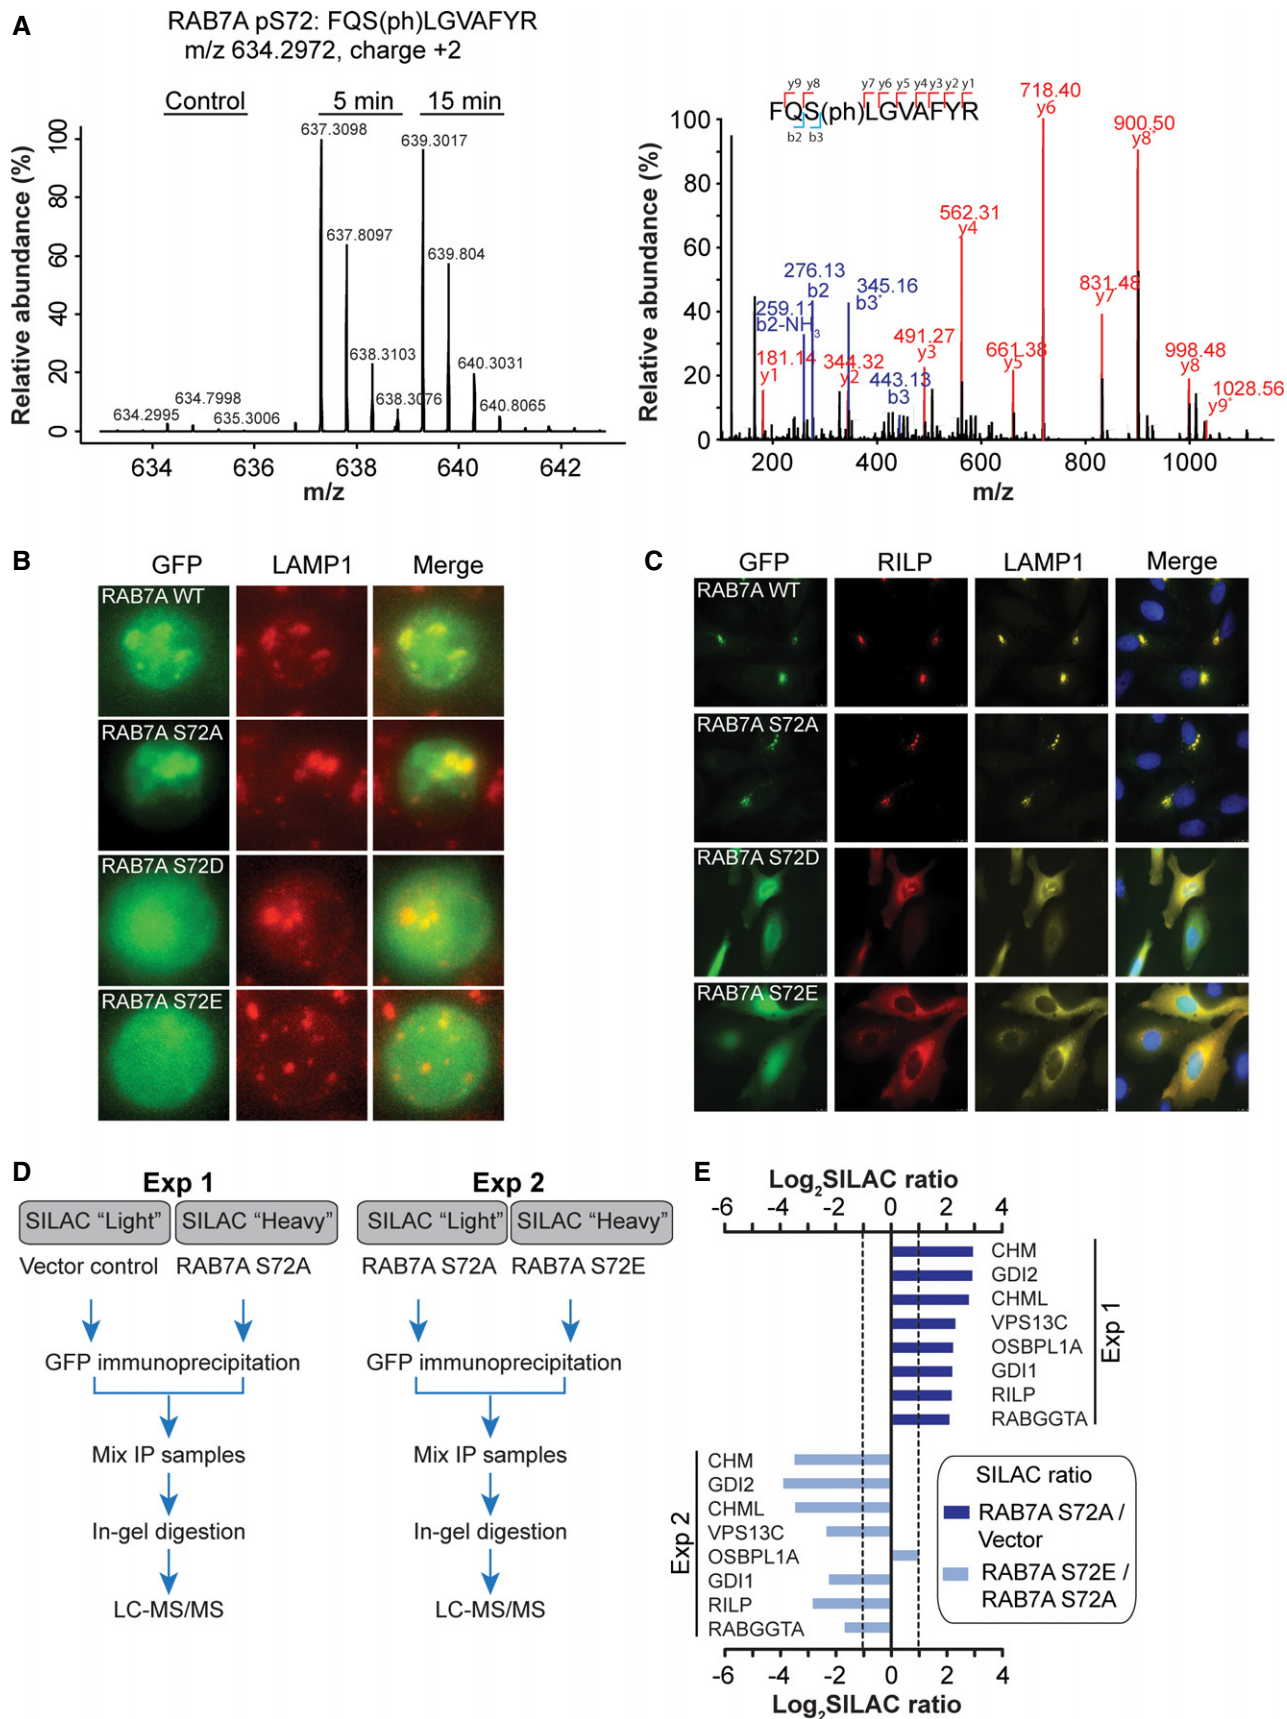 A
RAB7A pS72: FQS(ph)LGVAFYR
m/z 634.2972, charge +2
Control
5 min
15 min
Relative abundance (%)
100
80
60
40
20
0
637.3098
639.3017
637.8097
639.804
638.3103
640.3031
634.7998
634.2995
635.3006
638.3076
640.8065
634
636
638
640
642
m/z
y9 y8 y7 y6 y5 y4 y3 y2 y1
FQS(ph)LGVAFYR
b2 b3
Relative abundance (%)
100
80
60
40
20
0
718.40
y6
900.50
y8*
562.31
y4
276.13
b2
345.16
b3*
259.11
b2-NH3
831.48
y7
491.27
y3
181.14
y1
344.32
y2
661.38
y5
443.13
b3
998.48
y8
1028.56
y9*
200
400
600
800
1000
m/z
B
GFP
LAMP1
Merge
RAB7A WT
RAB7A S72A
RAB7A S72D
RAB7A S72E
C
GFP
RILP
LAMP1
Merge
RAB7A WT
RAB7A S72A
RAB7A S72D
RAB7A S72E
D
Exp 1
SILAC “Light”
SILAC “Heavy”
Vector control
RAB7A S72A
GFP immunoprecipitation
Mix IP samples
In-gel digestion
LC-MS/MS
Exp 2
SILAC “Light”
SILAC “Heavy”
RAB7A S72A
RAB7A S72E
GFP immunoprecipitation
Mix IP samples
In-gel digestion
LC-MS/MS
E
Log2SILAC ratio
-6 -4 -2 0 2 4
CHM
GDI2
CHML
VPS13C
OSBPL1A
GDI1
RILP
RABGGTA
Exp 1
CHM
GDI2
CHML
VPS13C
OSBPL1A
GDI1
RILP
RABGGTA
Exp 2
SILAC ratio
RAB7A S72A /
Vector
RAB7A S72E /
RAB7A S72A
-6 -4 -2 0 2 4
Log2SILAC ratio